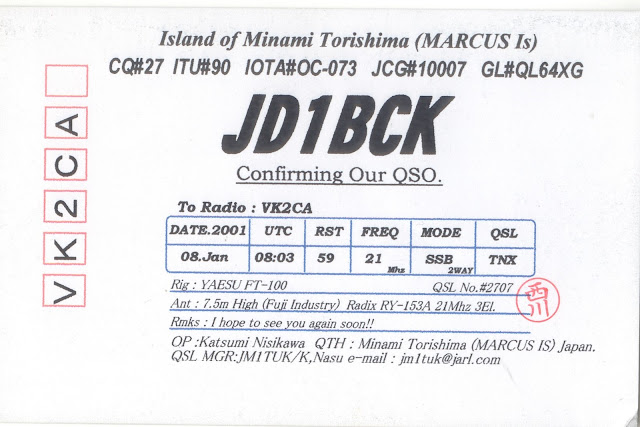 Island of Minami Torishima (MARCUS Is)
CQ#27 ITU#90 IOTA#OC-073 JCG#10007 GL#QL64XG
JD1BCK
Confirming Our QSO.
VK2CA
To Radio : VK2CA
DATE.2001 UTC RST FREQ MODE QSL
08.Jan 08:03 59 21 Mhz SSB 2WAY TNX
Rig : YAESU FT-100 QSL No.#2707
Ant : 7.5m High (Fuji Industry) Radix RY-153A 21Mhz 3El.
Rmks : I hope to see you again soon!!
西川
OP :Katsumi Nisikawa QTH : Minami Torishima (MARCUS IS) Japan.
QSL MGR:JM1TUK/K,Nasu e-mail : jm1tuk@jarl.com